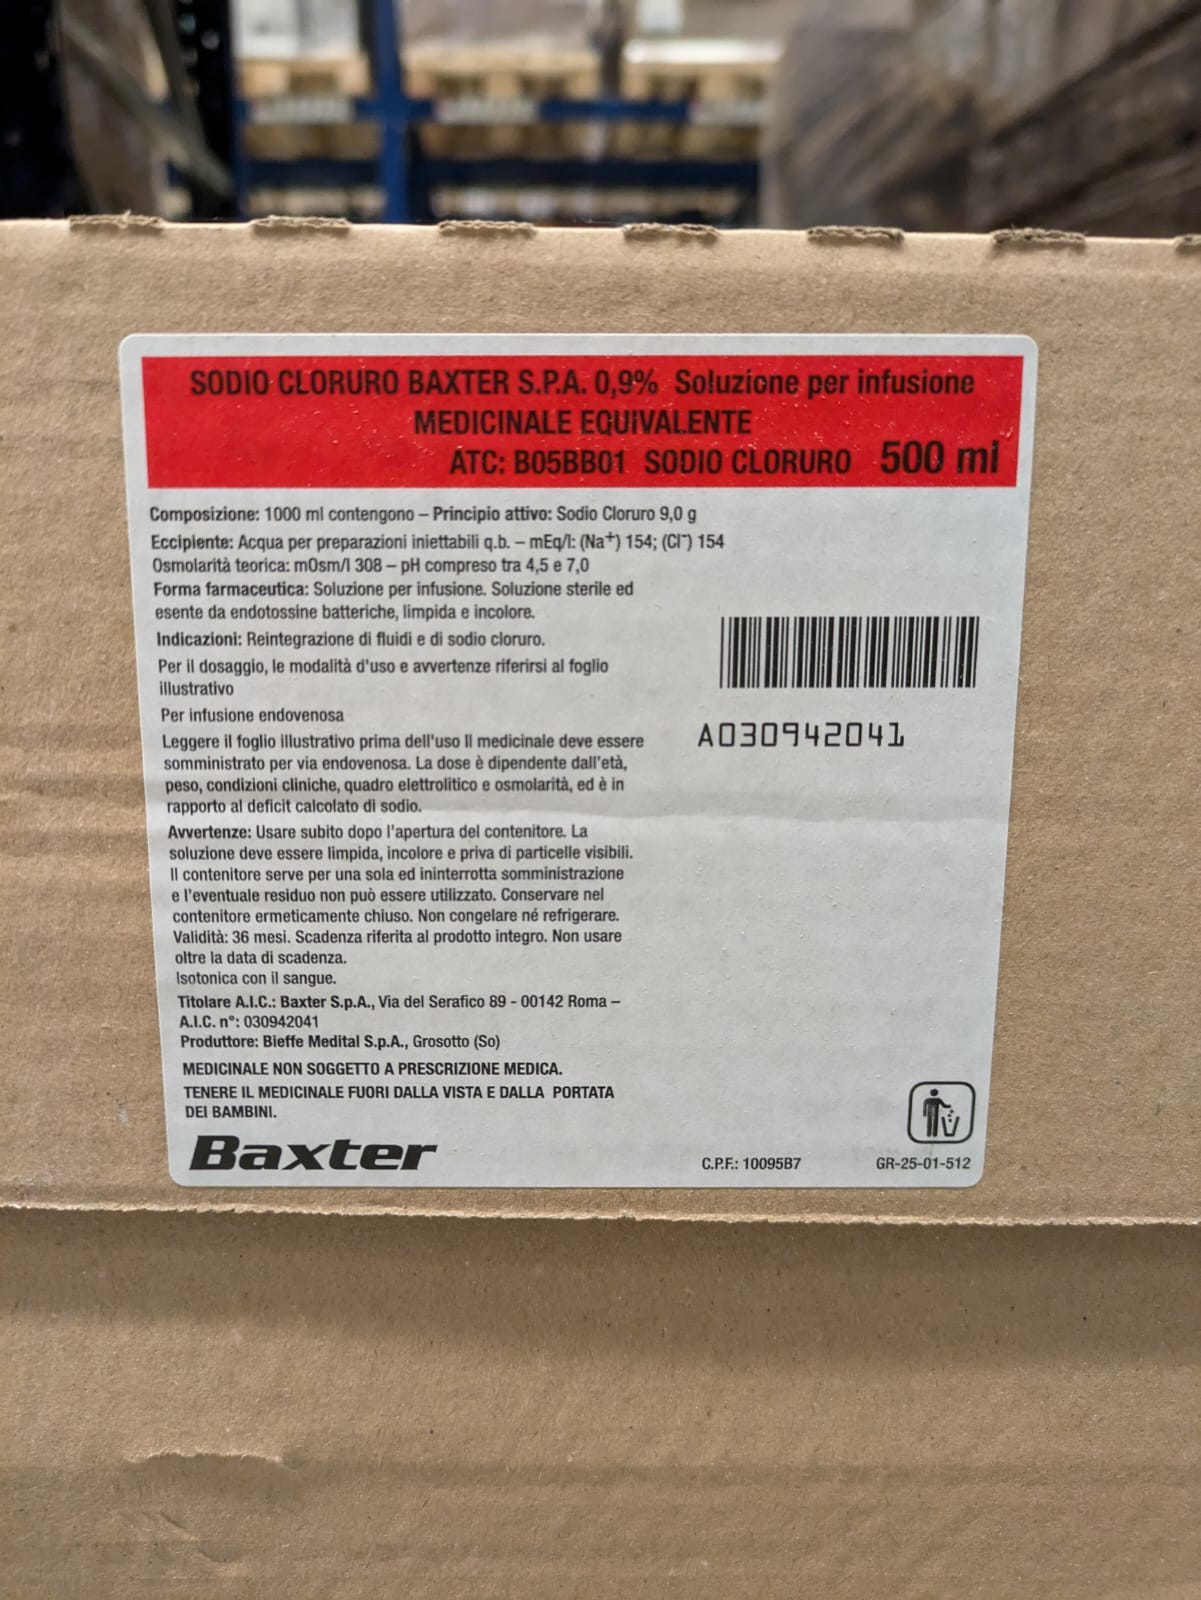 SODIO CLORURO BAXTER S.P.A. 0,9% Soluzione per infusione
MEDICINALE EQUIVALENTE
ATC: B05BB01 SODIO CLORURO 500 ml
Composizione: 1000 ml contengono – Principio attivo: Sodio Cloruro 9,0 g
Eccipiente: Acqua per preparazioni iniettabili q.b. – mEq/l: (Na⁺) 154; (Cl⁻) 154
Osmolarità teorica: mOsm/l 308 – pH compreso tra 4,5 e 7,0
Forma farmaceutica: Soluzione per infusione. Soluzione sterile ed
esente da endotossine batteriche, limpida e incolore.
Indicazioni: Reintegrazione di fluidi e di sodio cloruro.
Per il dosaggio, le modalità d'uso e avvertenze riferirsi al foglio
illustrativo
Per infusione endovenosa
Leggere il foglio illustrativo prima dell'uso Il medicinale deve essere
somministrato per via endovenosa. La dose è dipendente dall'età,
peso, condizioni cliniche, quadro elettrolitico e osmolarità, ed è in
rapporto al deficit calcolato di sodio.
Avvertenze: Usare subito dopo l'apertura del contenitore. La
soluzione deve essere limpida, incolore e priva di particelle visibili.
Il contenitore serve per una sola ed ininterrotta somministrazione
e l'eventuale residuo non può essere utilizzato. Conservare nel
contenitore ermeticamente chiuso. Non congelare né refrigerare.
Validità: 36 mesi. Scadenza riferita al prodotto integro. Non usare
oltre la data di scadenza.
Isotonica con il sangue.
Titolare A.I.C.: Baxter S.p.A., Via del Serafico 89 - 00142 Roma –
A.I.C. n°: 030942041
Produttore: Bieffe Medital S.p.A., Grosotto (So)
MEDICINALE NON SOGGETTO A PRESCRIZIONE MEDICA.
TENERE IL MEDICINALE FUORI DALLA VISTA E DALLA PORTATA
DEI BAMBINI.
A030942041
Baxter
C.P.F.: 10095B7
GR-25-01-512